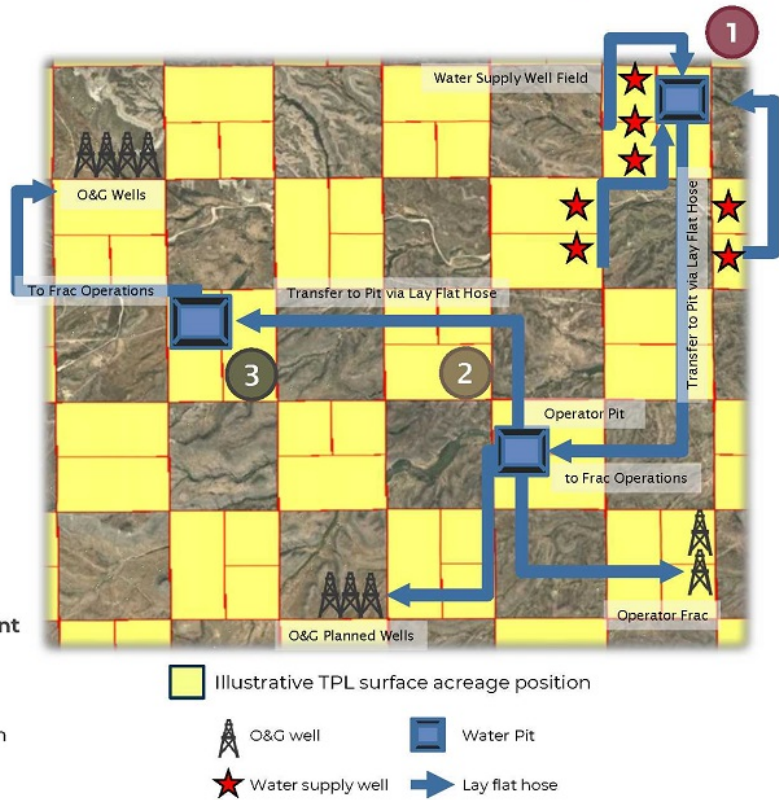 1
Water Supply Well Field
O&G Wells
Transfer to Pit via Lay Flat Hose
To Frac Operations
Transfer to Pit via Lay Flat Hose
3
2
Operator Pit
to Frac Operations
nt
Operator Frac
O&G Planned Wells
Illustrative TPL surface acreage position
n
O&G well
Water Pit
Water supply well
Lay flat hose